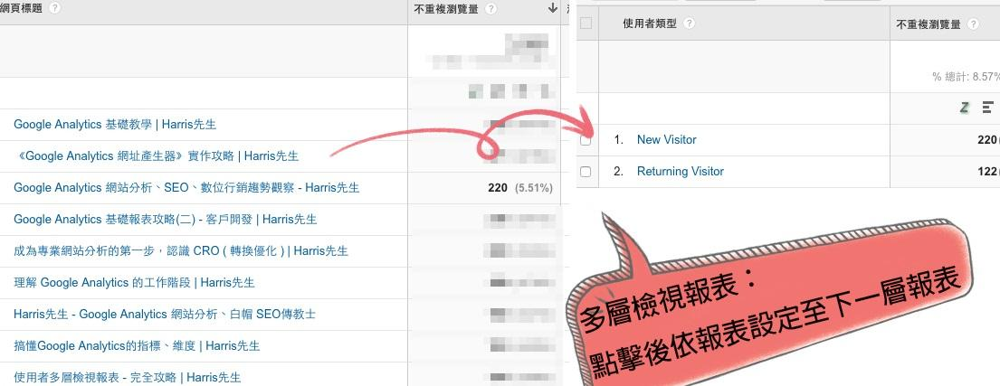 網頁標題 ?
不重複瀏覽量 ? ↓
Google Analytics 基礎教學 | Harris先生
《Google Analytics 網址產生器》實作攻略 | Harris先生
Google Analytics 網站分析、SEO、數位行銷趨勢觀察 - Harris先生
220 (5.51%)
Google Analytics 基礎報表攻略(二) - 客戶開發 | Harris先生
成為專業網站分析的第一步，認識 CRO ( 轉換優化 ) | Harris先生
理解 Google Analytics 的工作階段 | Harris先生
Harris先生 - Google Analytics 網站分析、白帽 SEO傳教士
搞懂Google Analytics的指標、維度 | Harris先生
使用者多層檢視報表 - 完全攻略 | Harris先生
使用者類型 ?
不重複瀏覽量 ?
% 總計: 8.57%
1. New Visitor
220
2. Returning Visitor
122
多層檢視報表：
點擊後依報表設定至下一層報表